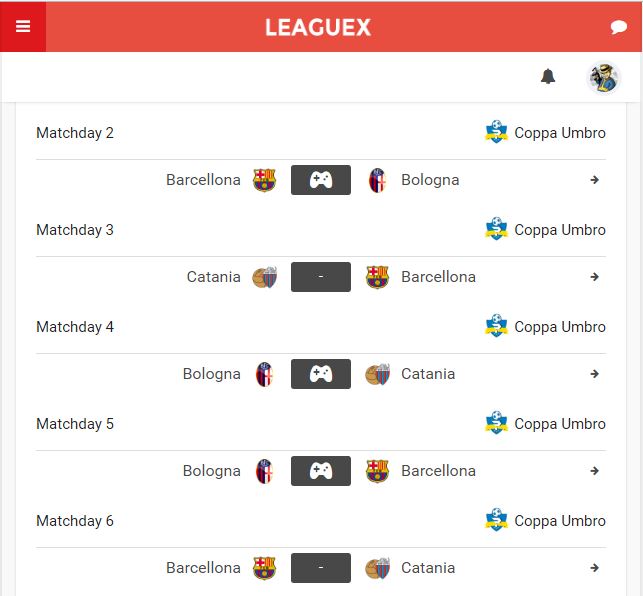 LEAGUEX
Matchday 2 Coppa Umbro
Barcellona Bologna
Matchday 3 Coppa Umbro
Catania - Barcellona
Matchday 4 Coppa Umbro
Bologna Catania
Matchday 5 Coppa Umbro
Bologna Barcellona
Matchday 6 Coppa Umbro
Barcellona - Catania